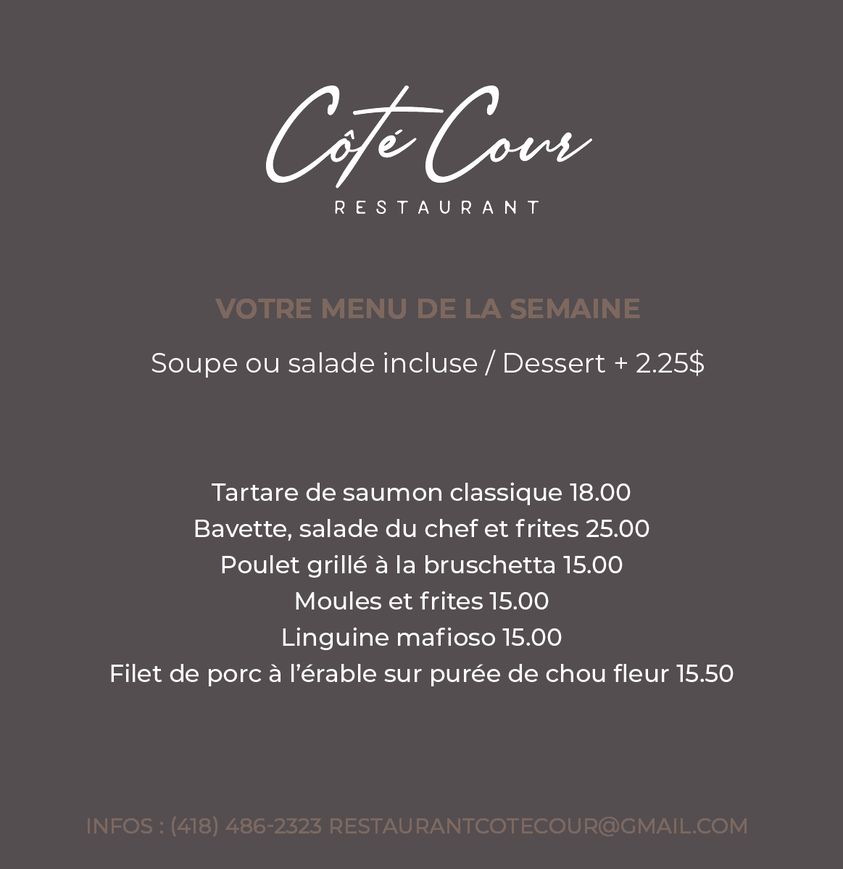 Côté Cour
RESTAURANT
VOTRE MENU DE LA SEMAINE
Soupe ou salade incluse / Dessert + 2.25$
Tartare de saumon classique 18.00
Bavette, salade du chef et frites 25.00
Poulet grillé à la bruschetta 15.00
Moules et frites 15.00
Linguine mafioso 15.00
Filet de porc à l’érable sur purée de chou fleur 15.50
INFOS : (418) 486-2323 RESTAURANTCOTECOUR@GMAIL.COM